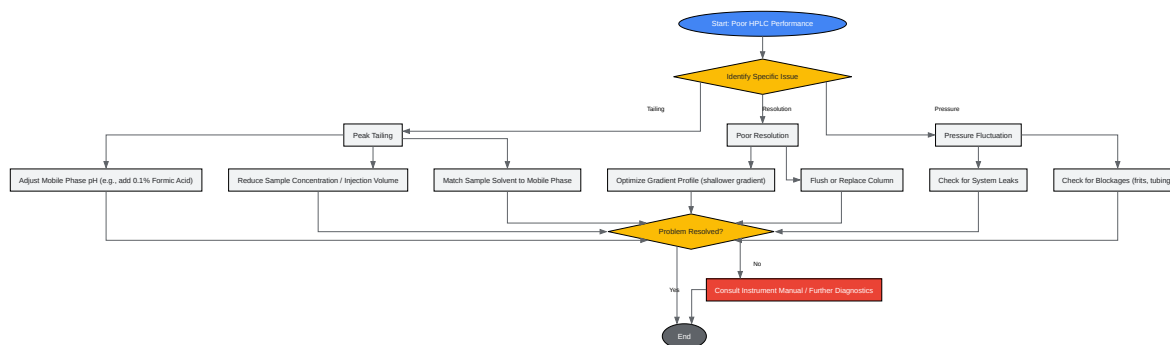 Start: Poor HPLC Performance
Identify Specific Issue
Tailing
Resolution
Pressure
Peak Tailing
Poor Resolution
Pressure Fluctuation
Adjust Mobile Phase pH (e.g., add 0.1% Formic Acid)
Reduce Sample Concentration / Injection Volume
Match Sample Solvent to Mobile Phase
Optimize Gradient Profile (shallower gradient)
Flush or Replace Column
Check for System Leaks
Check for Blockages (frits, tubing
Problem Resolved?
No
Yes
Consult Instrument Manual / Further Diagnostics
End